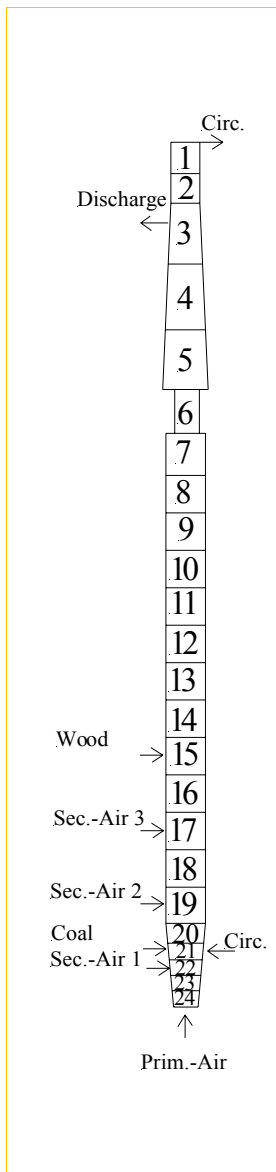 Circ.
1
2
Discharge
3
4
5
6
7
8
9
10
11
12
13
14
Wood
15
16
Sec.-Air 3
17
18
Sec.-Air 2
19
Coal
20
21
Circ.
Sec.-Air 1
22
23
24
Prim.-Air